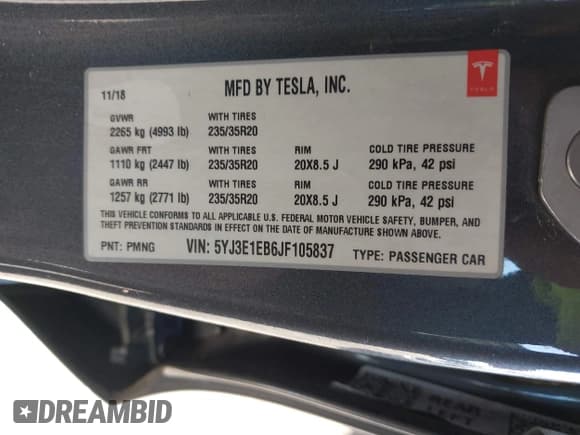 11/18 MFD BY TESLA, INC. TESLA
GVWR WITH TIRES
2265 kg (4993 lb) 235/35R20
GAWR FRT WITH TIRES RIM COLD TIRE PRESSURE
1110 kg (2447 lb) 235/35R20 20X8.5 J 290 kPa, 42 psi
GAWR RR WITH TIRES RIM COLD TIRE PRESSURE
1257 kg (2771 lb) 235/35R20 20X8.5 J 290 kPa, 42 psi
THIS VEHICLE CONFORMS TO ALL APPLICABLE U.S. FEDERAL MOTOR VEHICLE SAFETY, BUMPER, AND
THEFT PREVENTION STANDARDS IN EFFECT ON THE DATE OF MANUFACTURE SHOWN ABOVE.
PNT: PMNG VIN: 5YJ3E1EB6JF105837 TYPE: PASSENGER CAR
REAR
LEFT
DREAMBID